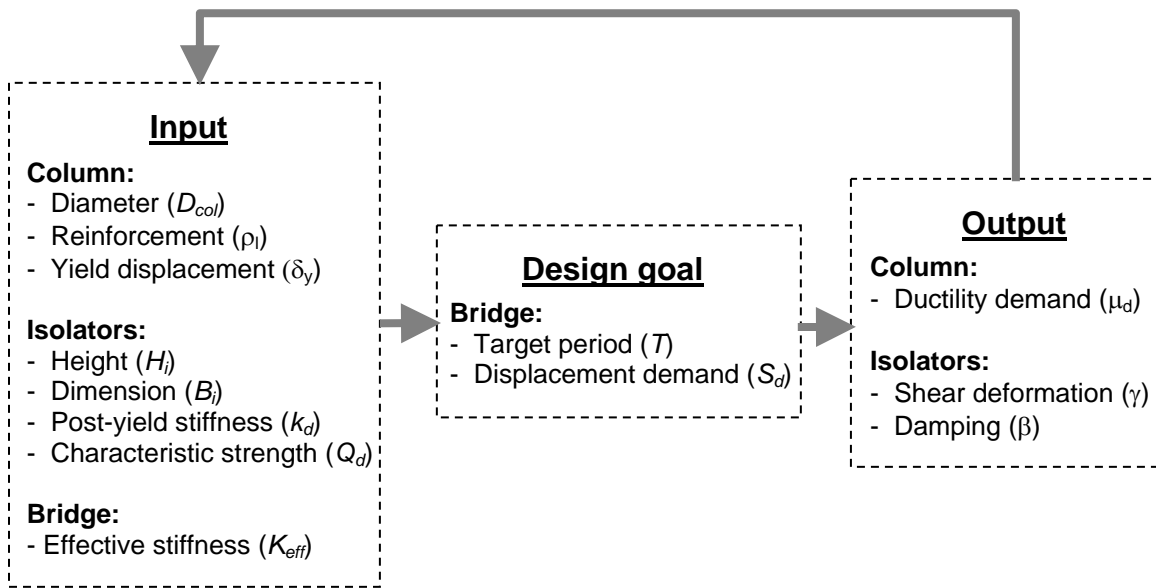 Input
Column:
- Diameter (Dcol)
- Reinforcement (ρl)
- Yield displacement (δy)
Isolators:
- Height (Hi)
- Dimension (Bi)
- Post-yield stiffness (kd)
- Characteristic strength (Qd)
Bridge:
- Effective stiffness (Keff)
Design goal
Bridge:
- Target period (T)
- Displacement demand (Sd)
Output
Column:
- Ductility demand (μd)
Isolators:
- Shear deformation (γ)
- Damping (β)